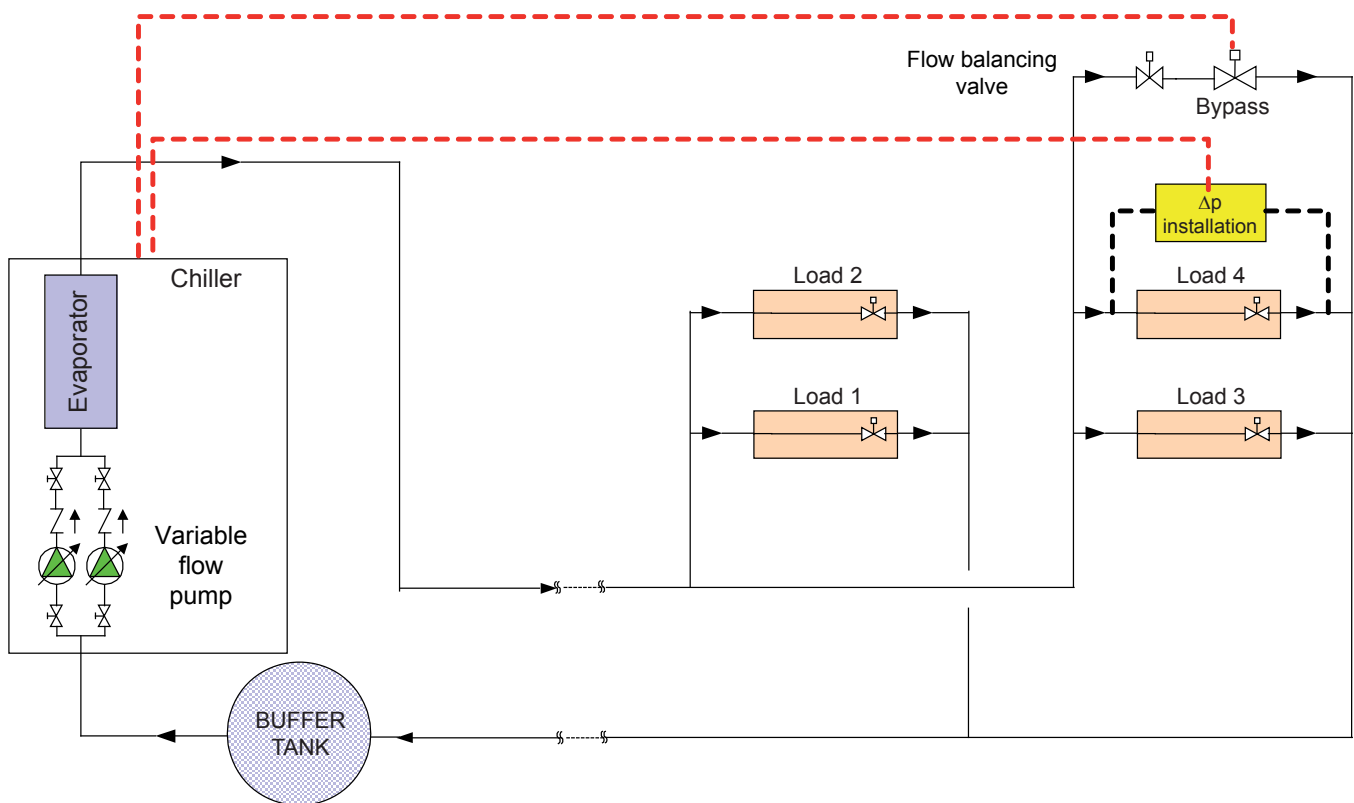 Flow balancing
valve
Bypass
Δp
installation
Chiller
Evaporator
Load 2
Load 4
Load 1
Load 3
Variable
flow
pump
BUFFER
TANK